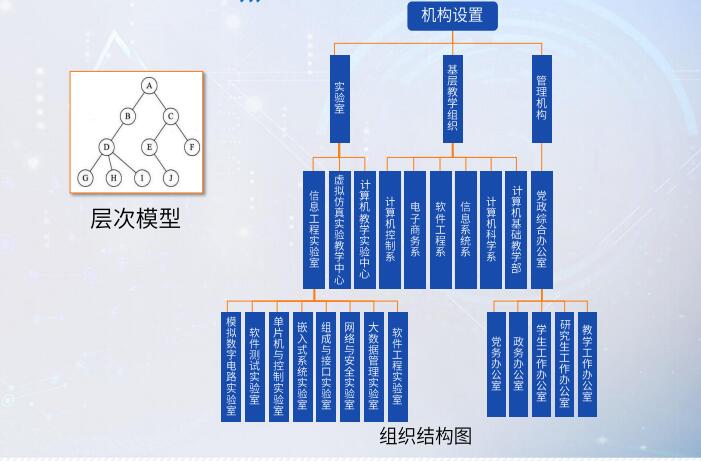 机构设置
实验室
基层教学组织
管理机构
A
B
C
D
E
F
G
H
I
J
层次模型
信息工程实验室
虚拟仿真实验教学中心
计算机教学实验中心
计算机控制系
电子商务系
软件工程系
信息系统系
计算机科学系
计算机基础教学部
党政综合办公室
模拟数字电路实验室
软件测试实验室
单片机与控制实验室
嵌入式系统实验室
组成与接口实验室
网络与安全实验室
大数据管理实验室
软件工程实验室
党务办公室
政务办公室
学生工作办公室
研究生工作办公室
教学工作办公室
组织结构图